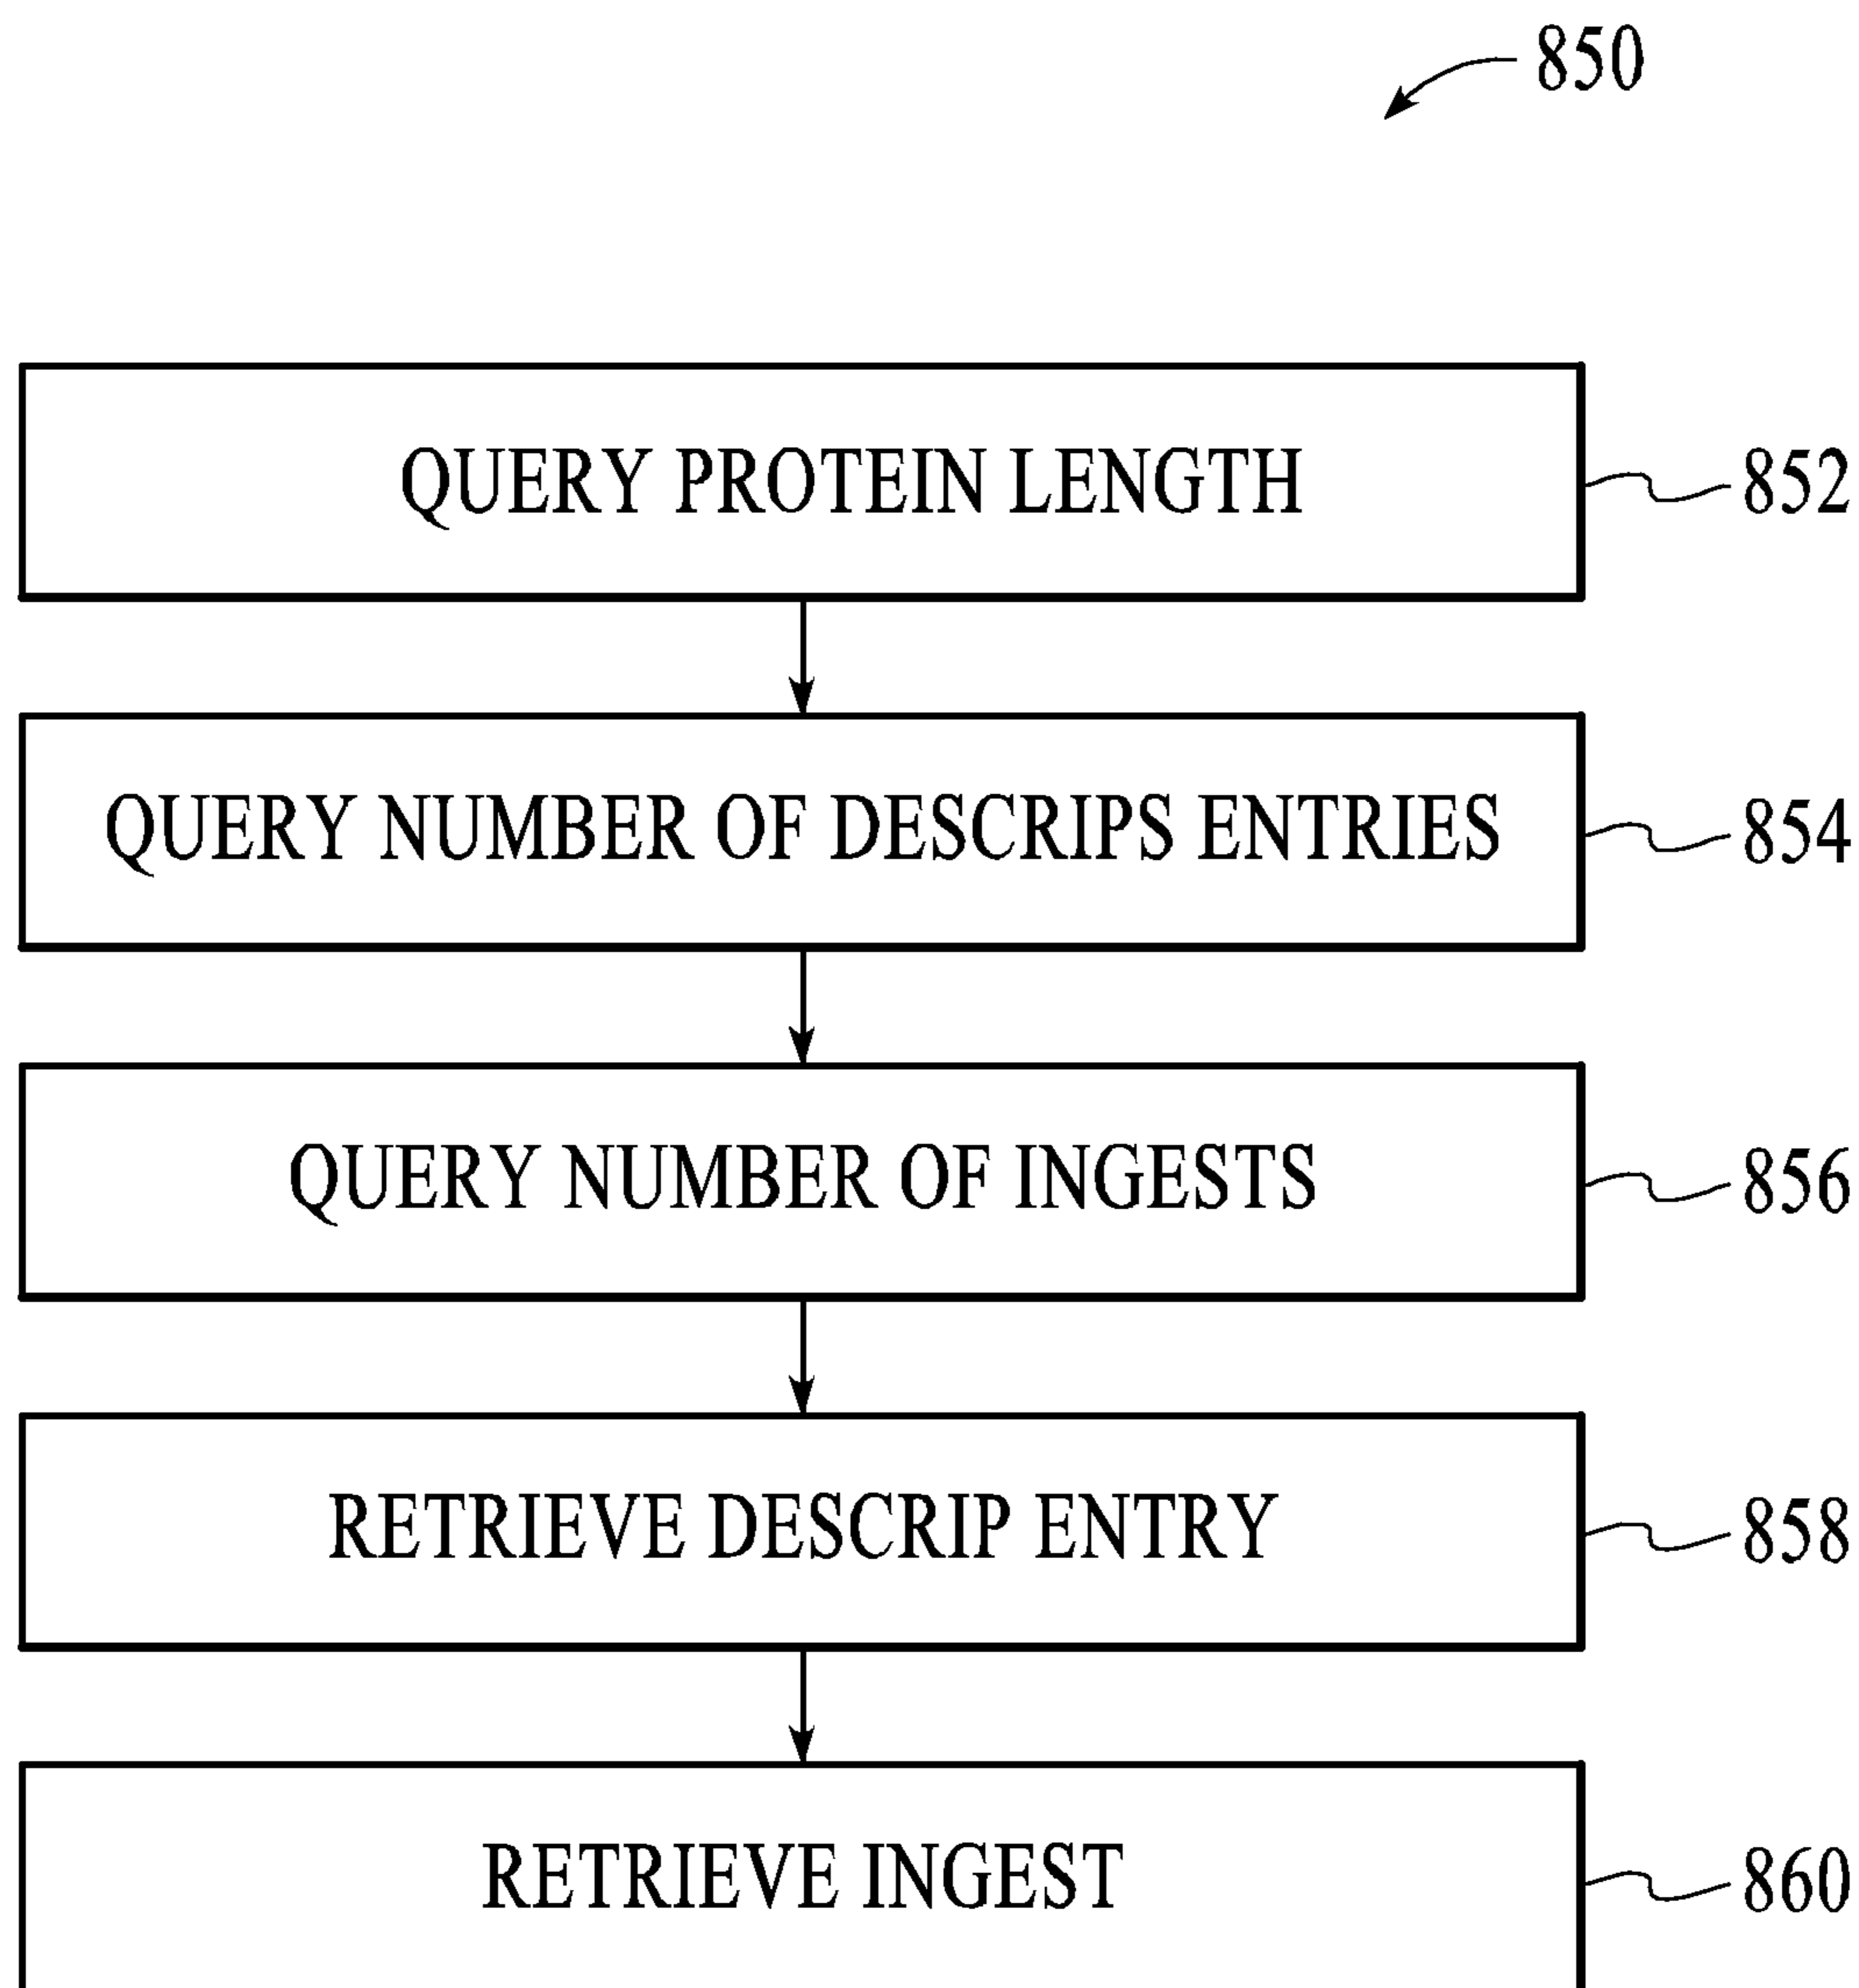 850
QUERY PROTEIN LENGTH
852
QUERY NUMBER OF DESCRIPS ENTRIES
854
QUERY NUMBER OF INGESTS
856
RETRIEVE DESCRIP ENTRY
858
RETRIEVE INGEST
860